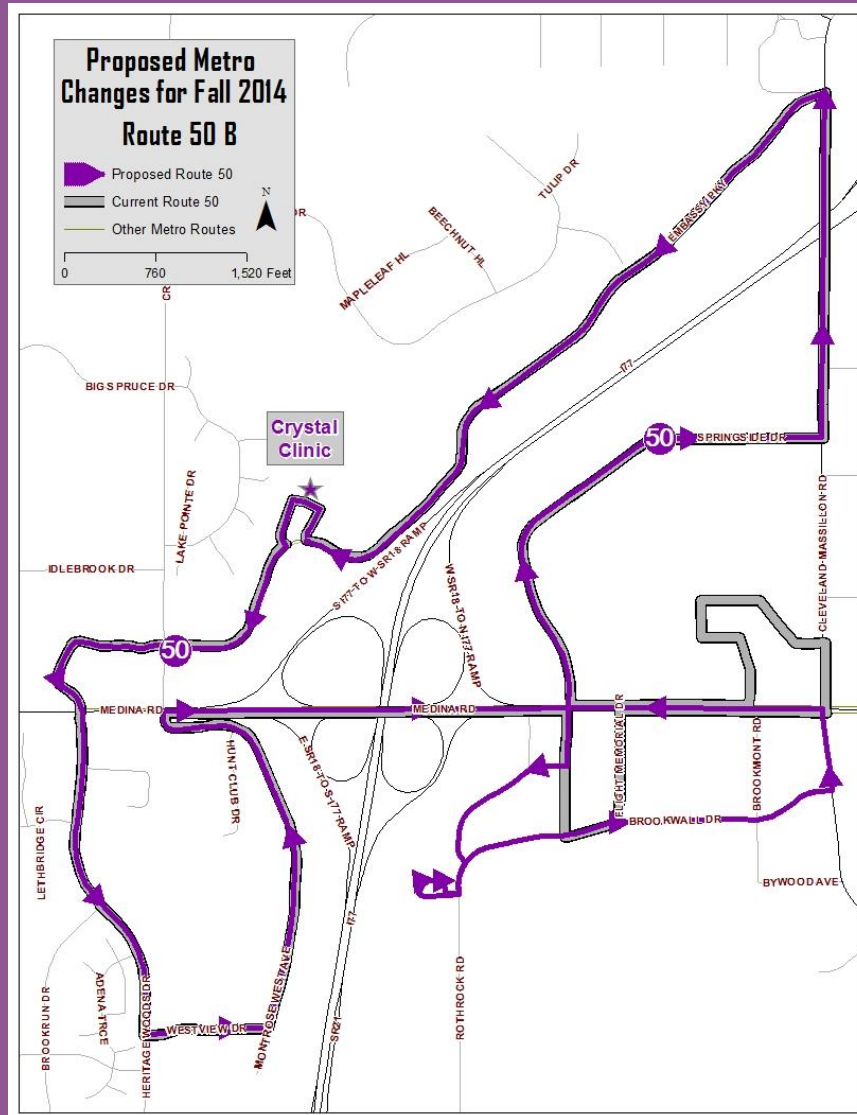 Proposed Metro
Changes for Fall 2014
Route 50 B
Proposed Route 50
Current Route 50
Other Metro Routes
N
0 760 1,520 Feet
DR
CR
TULIP DR
BEECHNUT HL
MAPLELEAF HL
EMBASSY PKY
I 77
BIG SPRUCE DR
Crystal
Clinic
50
SPRINGSIDE DR
LAKE POINTE DR
CLEVELAND-MASSILLON RD
S I77-TO W-SR18 RAMP
W SR18-TO-N I-77 RAMP
IDLEBROOK DR
50
MEDINA RD
MEDINA RD
FLIGHT MEMORIAL DR
BROOKMONT RD
HUNT CLUB DR
E-SR18-TO-S-I-77 RAMP
BROOKWALL DR
LETHBRIDGE CIR
BYWOOD AVE
I-77
ROTHROCK RD
MONTROSE WEST AVE
ADENA TRCE
BROOKRUN DR
HERITAGE WOODS DR
WESTVIEW DR
SR21